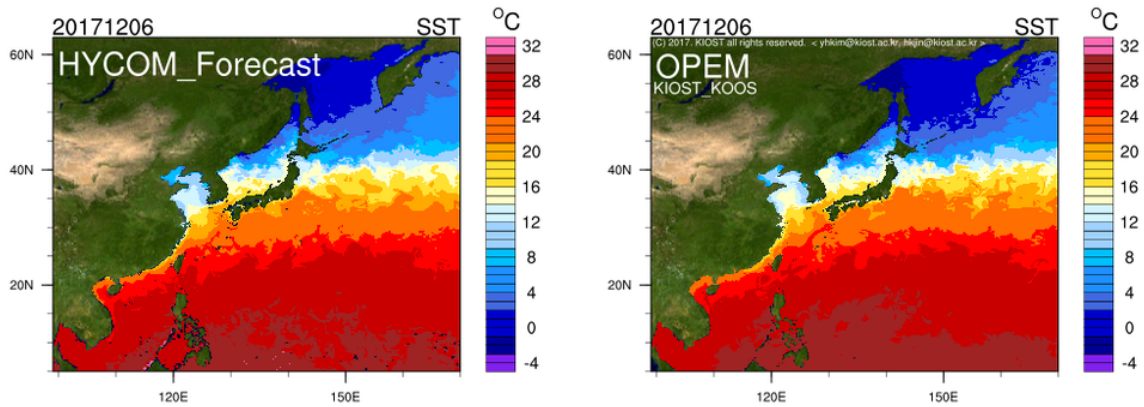 20171206 SST °C
HYCOM_Forecast
60N
40N
20N
120E 150E
32
28
24
20
16
12
8
4
0
-4
20171206 SST °C
(C) 2017. KIOST all rights reserved. < yhkim@kiost.ac.kr, hkjin@kiost.ac.kr >
OPEM
KIOST_KOOS
60N
40N
20N
120E 150E
32
28
24
20
16
12
8
4
0
-4